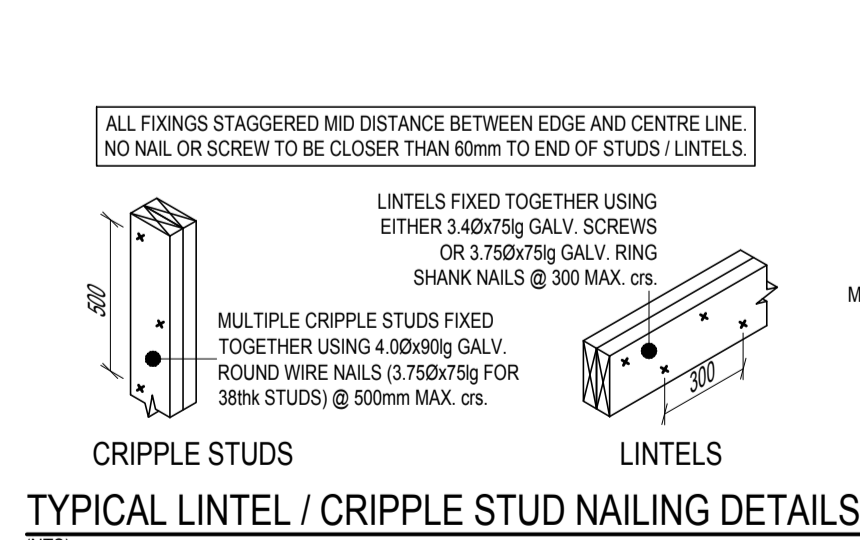 ALL FIXINGS STAGGERED MID DISTANCE BETWEEN EDGE AND CENTRE LINE.
NO NAIL OR SCREW TO BE CLOSER THAN 60mm TO END OF STUDS / LINTELS.
LINTELS FIXED TOGETHER USING
EITHER 3.4Øx75lg GALV. SCREWS
OR 3.75Øx75lg GALV. RING
SHANK NAILS @ 300 MAX. crs.
500
MULTIPLE CRIPPLE STUDS FIXED
TOGETHER USING 4.0Øx90lg GALV.
ROUND WIRE NAILS (3.75Øx75lg FOR
38thk STUDS) @ 500mm MAX. crs.
300
CRIPPLE STUDS
LINTELS
TYPICAL LINTEL / CRIPPLE STUD NAILING DETAILS